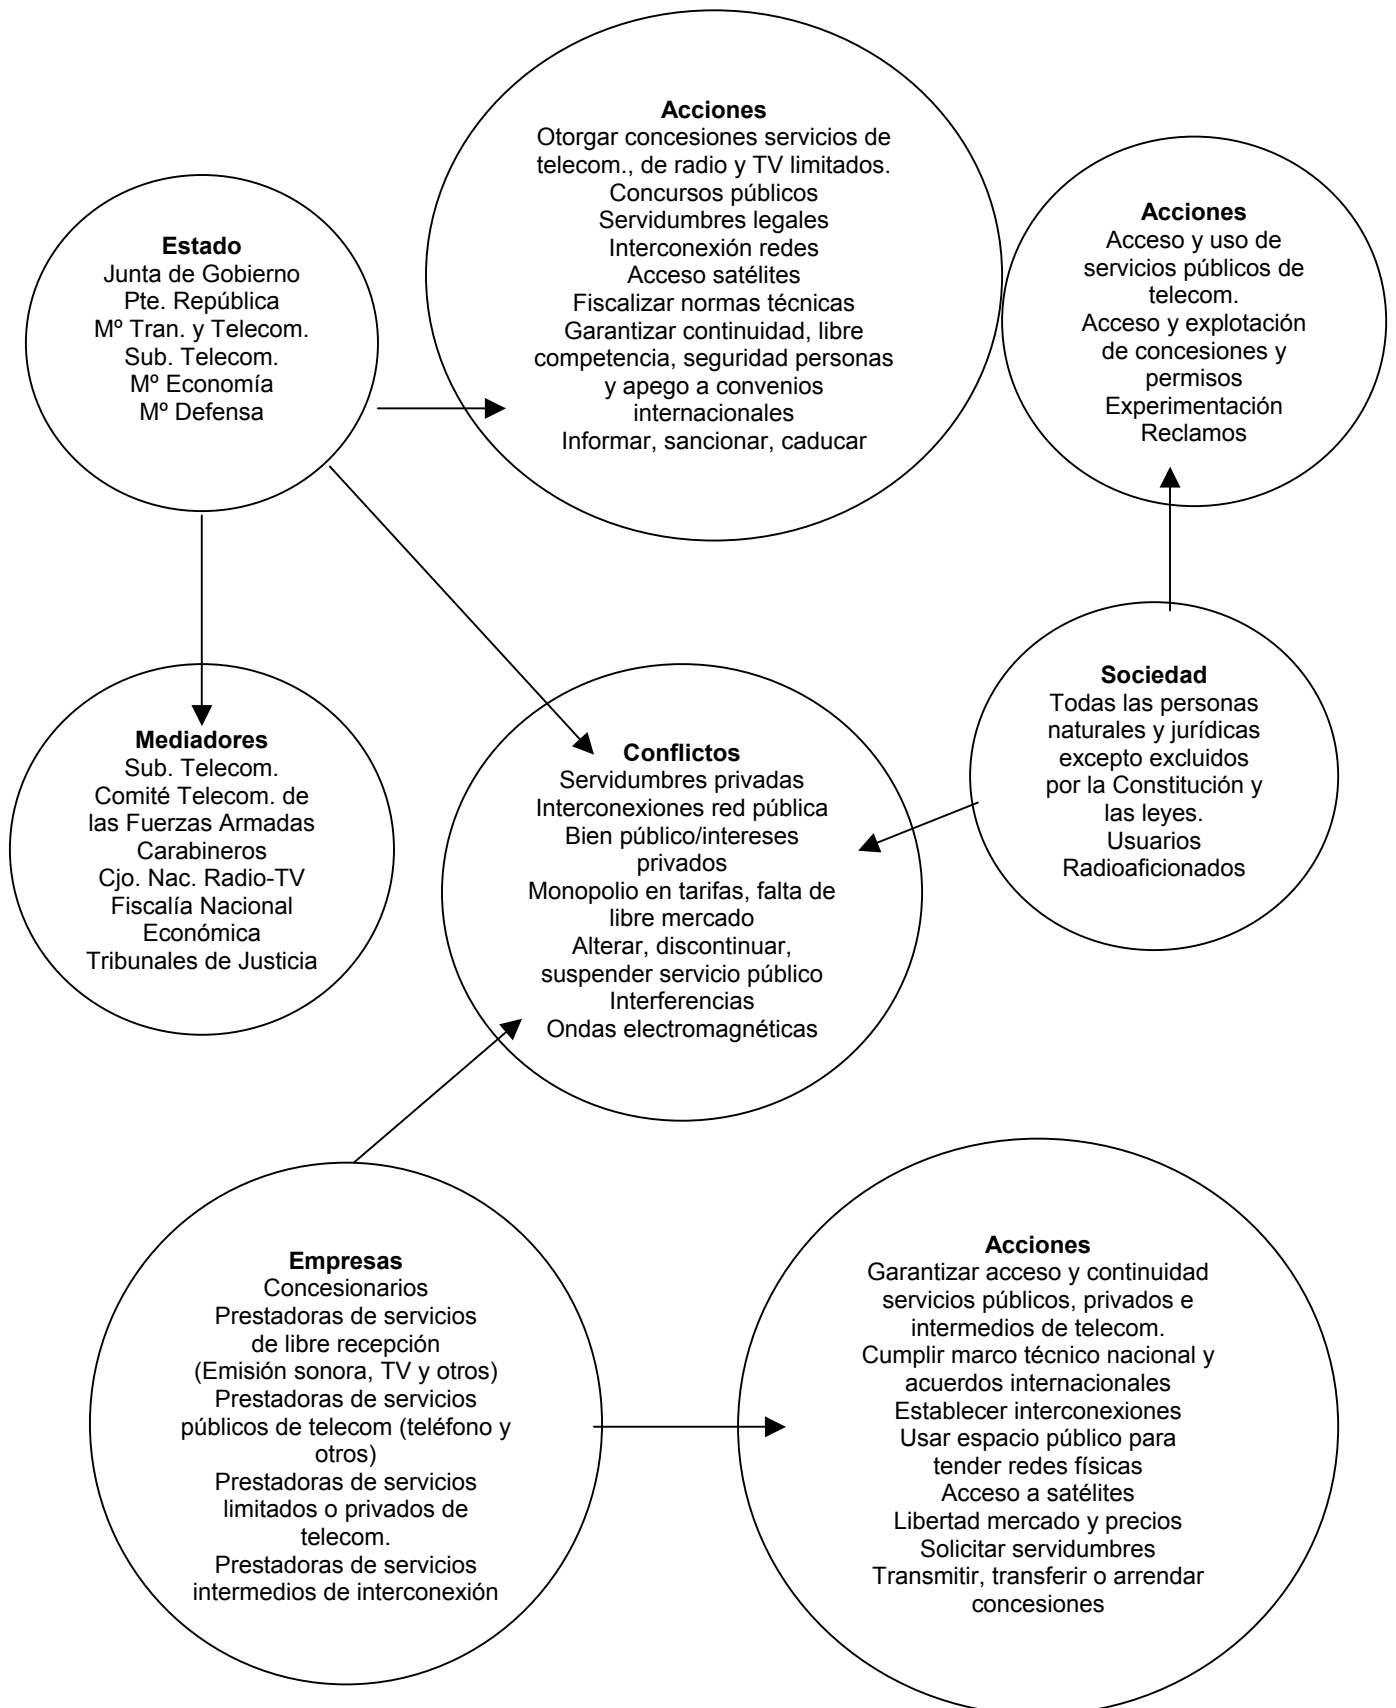 Acciones
Otorgar concesiones servicios de
telecom., de radio y TV limitados.
Concursos públicos
Servidumbres legales
Interconexión redes
Acceso satélites
Fiscalizar normas técnicas
Garantizar continuidad, libre
competencia, seguridad personas
y apego a convenios
internacionales
Informar, sancionar, caducar
Acciones
Acceso y uso de
servicios públicos de
telecom.
Acceso y explotación
de concesiones y
permisos
Experimentación
Reclamos
Estado
Junta de Gobierno
Pte. República
Mº Tran. y Telecom.
Sub. Telecom.
Mº Economía
Mº Defensa
Mediadores
Sub. Telecom.
Comité Telecom. de
las Fuerzas Armadas
Carabineros
Cjo. Nac. Radio-TV
Fiscalía Nacional
Económica
Tribunales de Justicia
Conflictos
Servidumbres privadas
Interconexiones red pública
Bien público/intereses
privados
Monopolio en tarifas, falta de
libre mercado
Alterar, discontinuar,
suspender servicio público
Interferencias
Ondas electromagnéticas
Sociedad
Todas las personas
naturales y jurídicas
excepto excluidos
por la Constitución y
las leyes.
Usuarios
Radioaficionados
Empresas
Concesionarios
Prestadoras de servicios
de libre recepción
(Emisión sonora, TV y otros)
Prestadoras de servicios
públicos de telecom (teléfono y
otros)
Prestadoras de servicios
limitados o privados de
telecom.
Prestadoras de servicios
intermedios de interconexión
Acciones
Garantizar acceso y continuidad
servicios públicos, privados e
intermedios de telecom.
Cumplir marco técnico nacional y
acuerdos internacionales
Establecer interconexiones
Usar espacio público para
tender redes físicas
Acceso a satélites
Libertad mercado y precios
Solicitar servidumbres
Transmitir, transferir o arrendar
concesiones